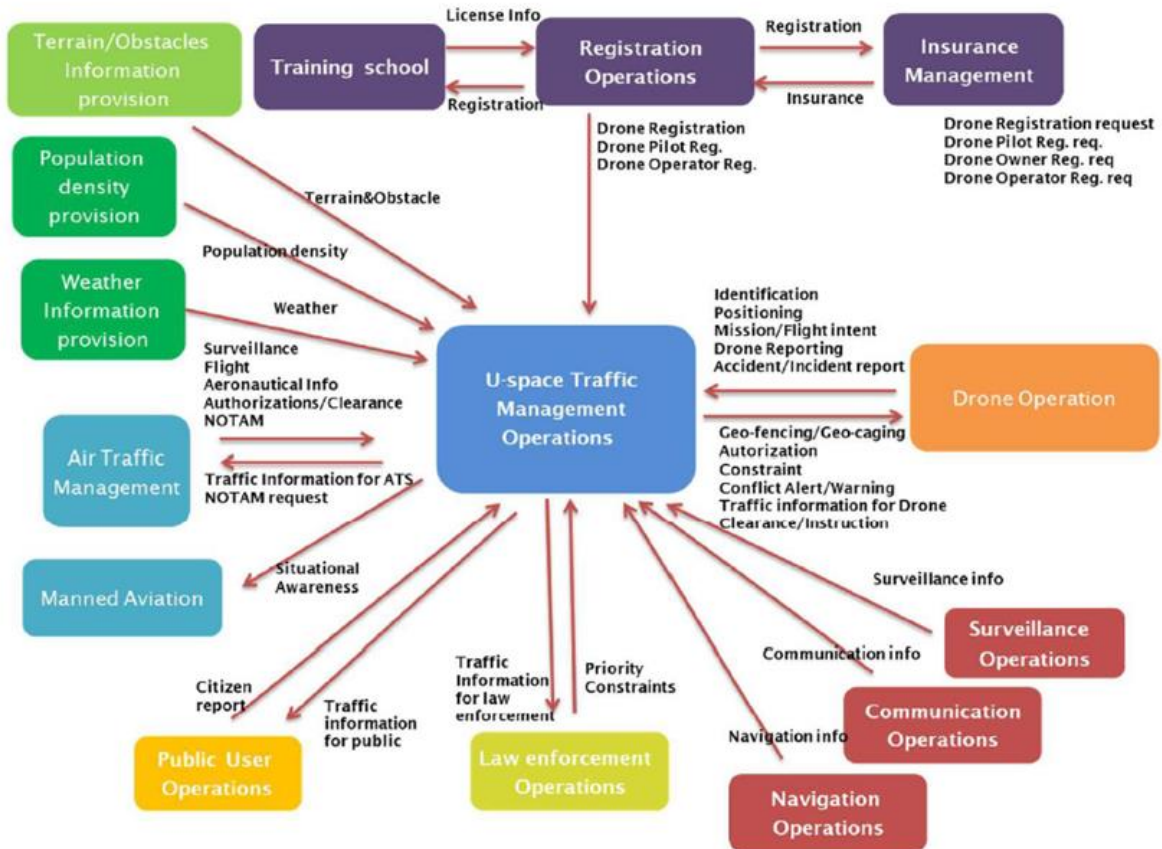 License Info
Terrain/Obstacles
Information
provision
Training school
Registration
Operations
Registration
Insurance
Management
Registration
Insurance
Drone Registration
Drone Pilot Reg.
Drone Operator Reg.
Drone Registration request
Drone Pilot Reg. req.
Drone Owner Reg. req
Drone Operator Reg. req
Population
density
provision
Terrain&Obstacle
Population density
Weather
Information
provision
Weather
Surveillance
Flight
Aeronautical Info
Authorizations/Clearance
NOTAM
U-space Traffic
Management
Operations
Identification
Positioning
Mission/Flight intent
Drone Reporting
Accident/Incident report
Drone Operation
Air Traffic
Management
Traffic Information for ATS
NOTAM request
Geo-fencing/Geo-caging
Autorization
Constraint
Conflict Alert/Warning
Traffic information for Drone
Clearance/Instruction
Manned Aviation
Situational
Awareness
Surveillance info
Surveillance
Operations
Citizen
report
Traffic
information
for public
Traffic
Information
for law
enforcement
Priority
Constraints
Communication info
Communication
Operations
Navigation info
Public User
Operations
Law enforcement
Operations
Navigation
Operations